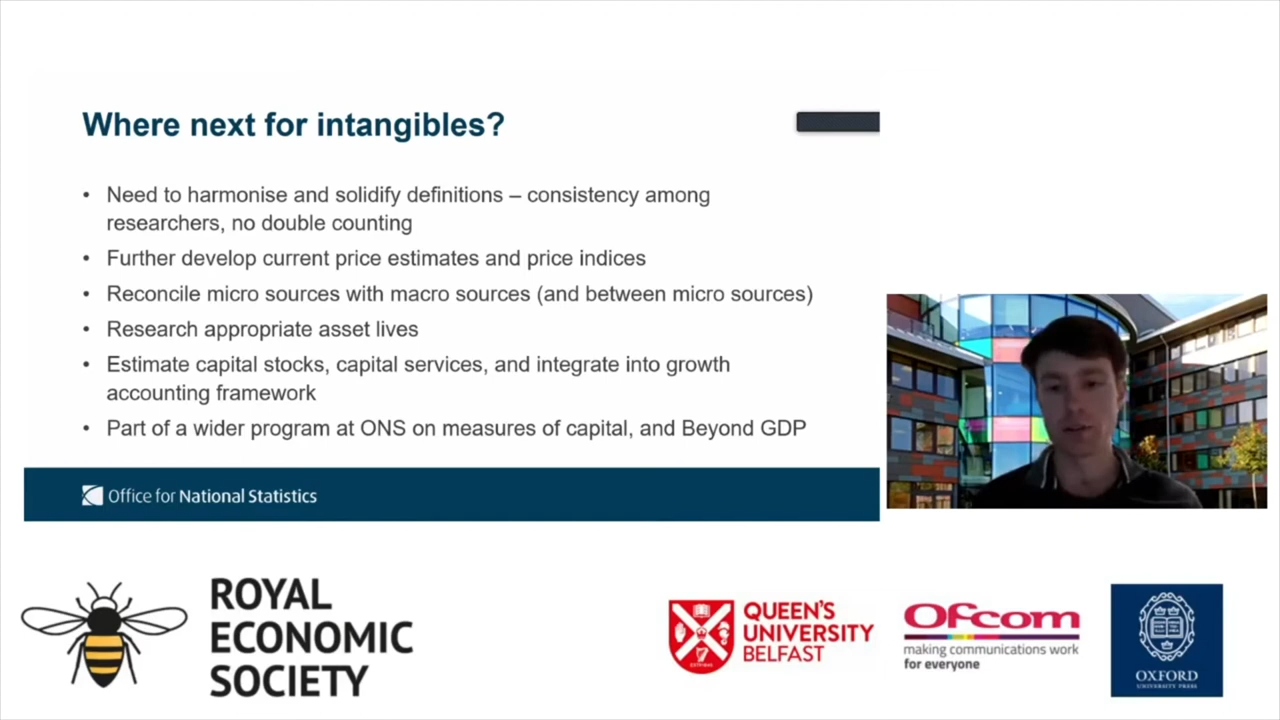 Where next for intangibles?
• Need to harmonise and solidify definitions – consistency among
researchers, no double counting
• Further develop current price estimates and price indices
• Reconcile micro sources with macro sources (and between micro sources)
• Research appropriate asset lives
• Estimate capital stocks, capital services, and integrate into growth
accounting framework
• Part of a wider program at ONS on measures of capital, and Beyond GDP
Office for National Statistics
ROYAL
ECONOMIC
SOCIETY
QUEEN'S
UNIVERSITY
BELFAST
Ofcom
making communications work
for everyone
OXFORD
UNIVERSITY PRESS